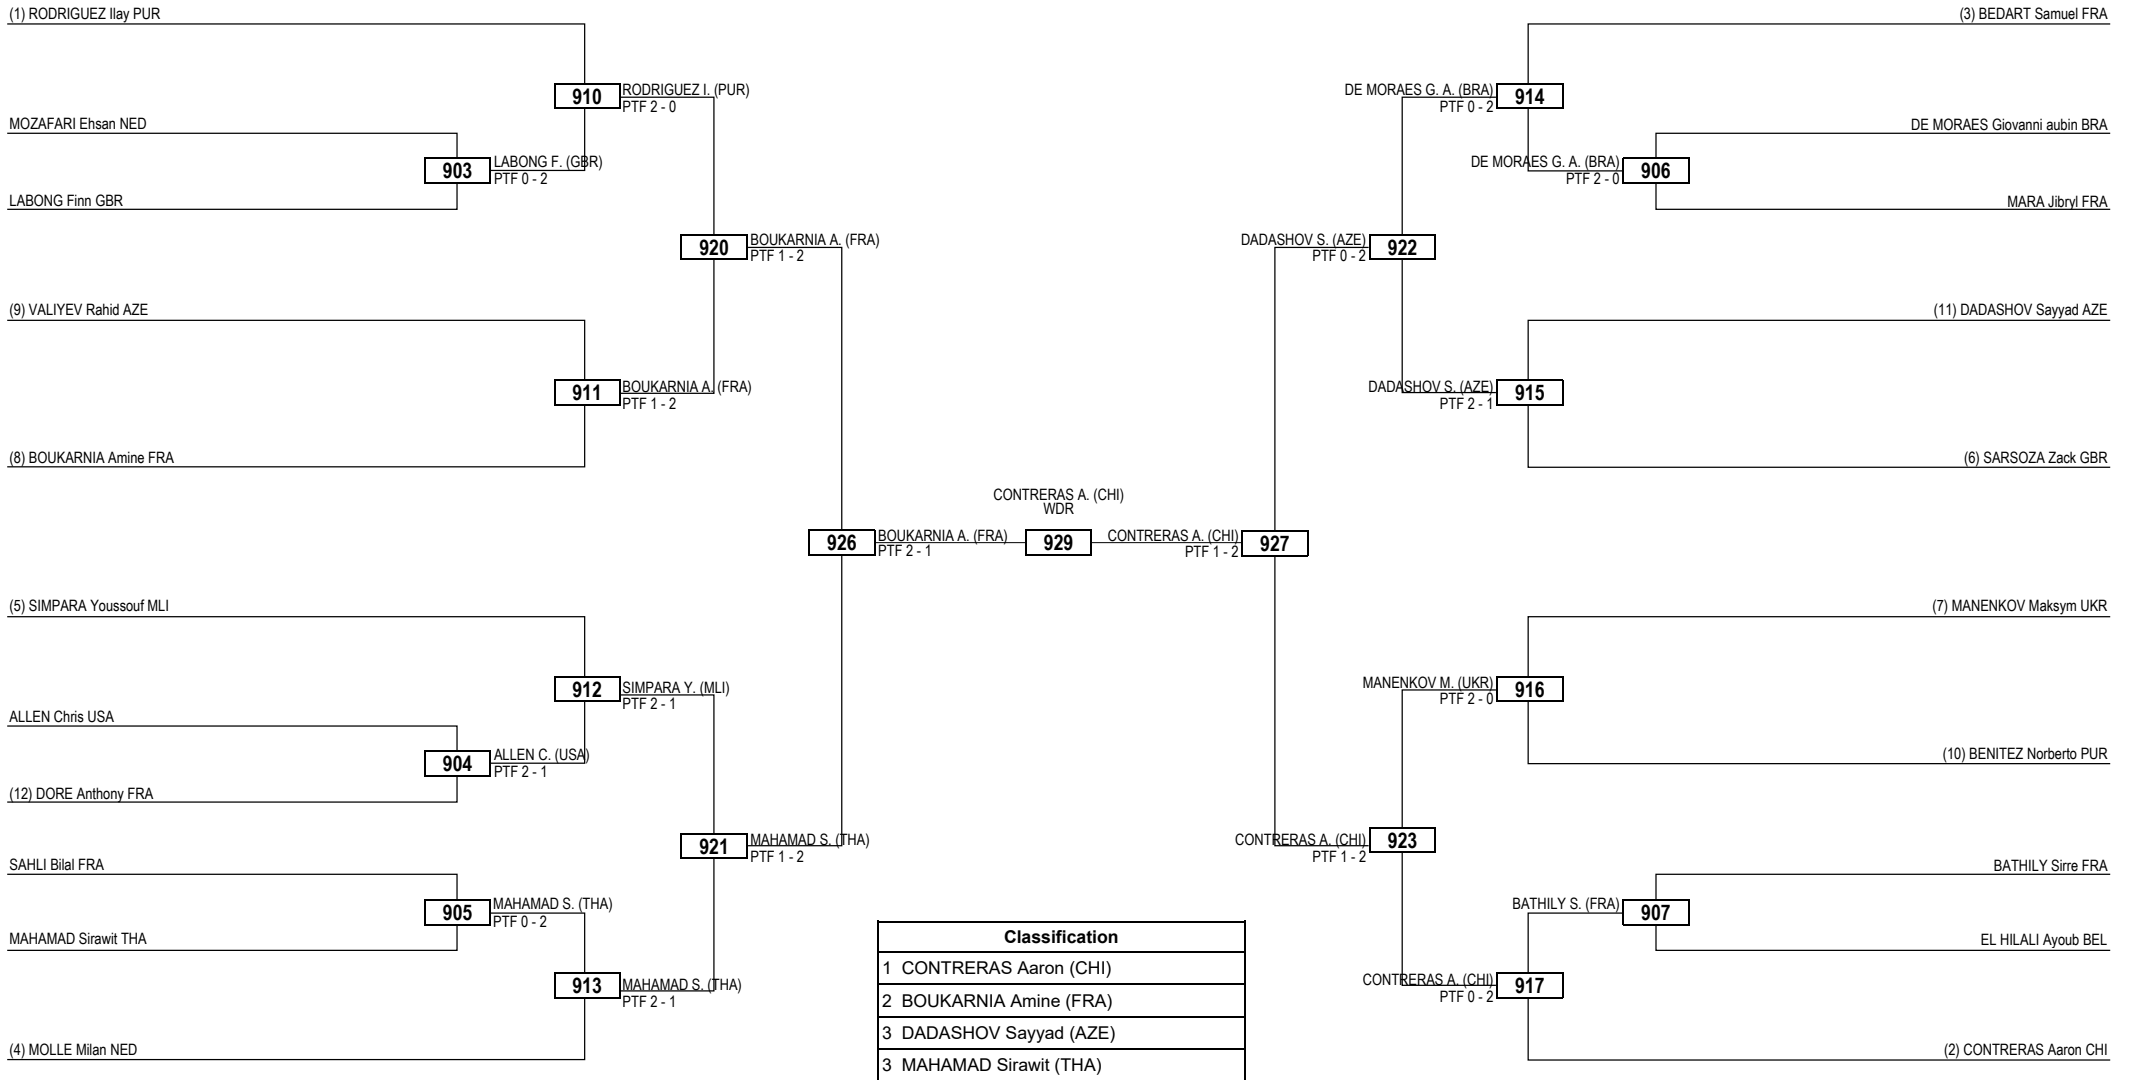 (1) RODRIGUEZ Ilay PUR
(3) BEDART Samuel FRA
910
RODRIGUEZ I. (PUR)
PTF 2 - 0
DE MORAES G. A. (BRA)
PTF 0 - 2
914
MOZAFARI Ehsan NED
DE MORAES Giovanni aubin BRA
903
LABONG F. (GBR)
PTF 0 - 2
DE MORAES G. A. (BRA)
PTF 2 - 0
906
LABONG Finn GBR
MARA Jibryl FRA
920
BOUKARNIA A. (FRA)
PTF 1 - 2
DADASHOV S. (AZE)
PTF 0 - 2
922
(9) VALIYEV Rahid AZE
(11) DADASHOV Sayyad AZE
911
BOUKARNIA A. (FRA)
PTF 1 - 2
DADASHOV S. (AZE)
PTF 2 - 1
915
(8) BOUKARNIA Amine FRA
(6) SARSOZA Zack GBR
CONTRERAS A. (CHI)
WDR
926
BOUKARNIA A. (FRA)
PTF 2 - 1
929
CONTRERAS A. (CHI)
PTF 1 - 2
927
(5) SIMPARA Youssouf MLI
(7) MANENKOV Maksym UKR
912
SIMPARA Y. (MLI)
PTF 2 - 1
MANENKOV M. (UKR)
PTF 2 - 0
916
ALLEN Chris USA
904
ALLEN C. (USA)
PTF 2 - 1
(10) BENITEZ Norberto PUR
(12) DORE Anthony FRA
921
MAHAMAD S. (THA)
PTF 1 - 2
CONTRERAS A. (CHI)
PTF 1 - 2
923
SAHLI Bilal FRA
BATHILY Sirre FRA
905
MAHAMAD S. (THA)
PTF 0 - 2
BATHILY S. (FRA)
907
MAHAMAD Sirawit THA
EL HILALI Ayoub BEL
913
MAHAMAD S. (THA)
PTF 2 - 1
CONTRERAS A. (CHI)
PTF 0 - 2
917
(4) MOLLE Milan NED
(2) CONTRERAS Aaron CHI
Classification
1 CONTRERAS Aaron (CHI)
2 BOUKARNIA Amine (FRA)
3 DADASHOV Sayyad (AZE)
3 MAHAMAD Sirawit (THA)